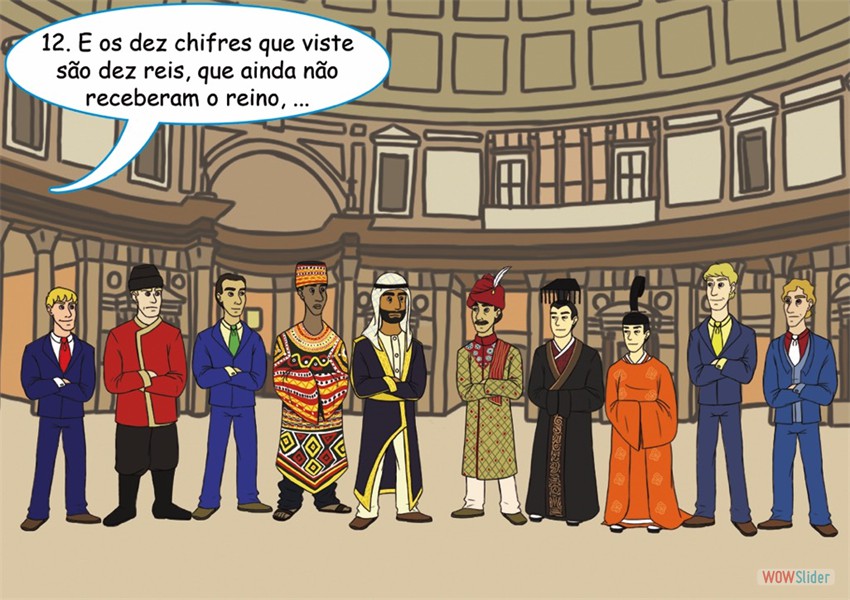 12. E os dez chifres que viste
são dez reis, que ainda não
receberam o reino, ...
WOWSlider